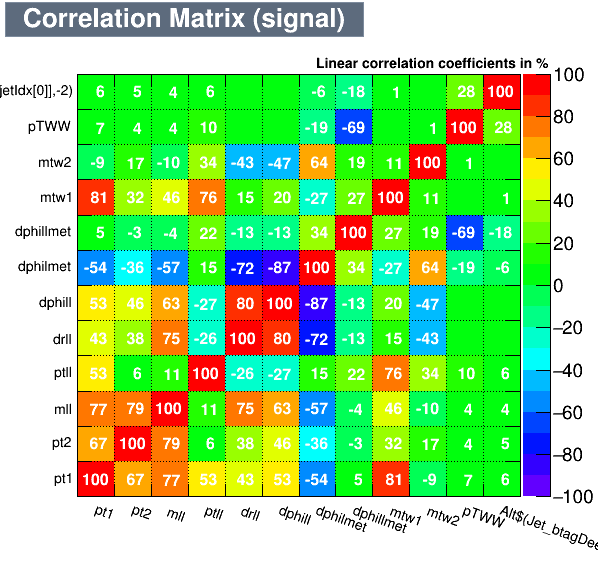 Correlation Matrix (signal)
Linear correlation coefficients in %
jetIdx[0]],-2) 6 5 4 6 -6 -18 1 28 100
pTWW 7 4 4 10 -19 -69 1 100 28
mtw2 -9 17 -10 34 -43 -47 64 19 11 100 1
mtw1 81 32 46 76 15 20 -27 27 100 11 1
dphillmet 5 -3 -4 22 -13 -13 34 100 27 19 -69 -18
dphilmet -54 -36 -57 15 -72 -87 100 34 -27 64 -19 -6
dphill 53 46 63 -27 80 100 -87 -13 20 -47
drll 43 38 75 -26 100 80 -72 -13 15 -43
ptll 53 6 11 100 -26 -27 15 22 76 34 10 6
mll 77 79 100 11 75 63 -57 -4 46 -10 4 4
pt2 67 100 79 6 38 46 -36 -3 32 17 4 5
pt1 100 67 77 53 43 53 -54 5 81 -9 7 6
pt1 pt2 mll ptll drll dphill dphilmet dphillmet mtw1 mtw2 pTWW Alt$(Jet_btagDee
100
80
60
40
20
0
−20
−40
−60
−80
−100